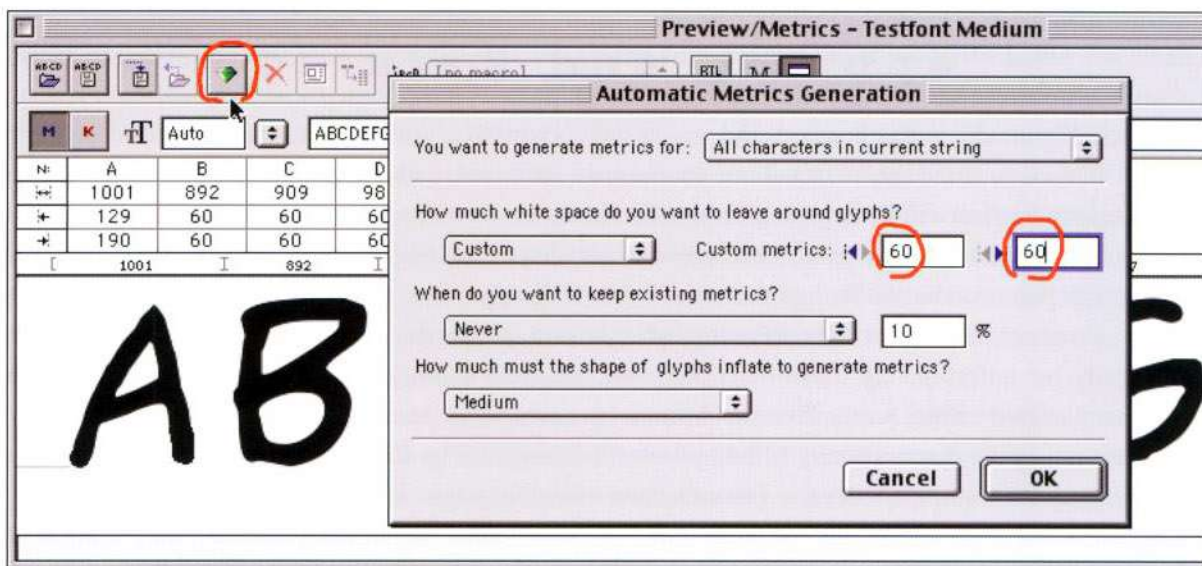 Preview/Metrics - Testfont Medium
ABCD ABCD [no macro] RTL M
M K TT Auto ABCDEFG
N: A B C D
1001 892 909 98
129 60 60 60
190 60 60 60
1001 892
AB
Automatic Metrics Generation
You want to generate metrics for: All characters in current string
How much white space do you want to leave around glyphs?
Custom Custom metrics: 60 60
When do you want to keep existing metrics?
Never 10 %
How much must the shape of glyphs inflate to generate metrics?
Medium
Cancel OK